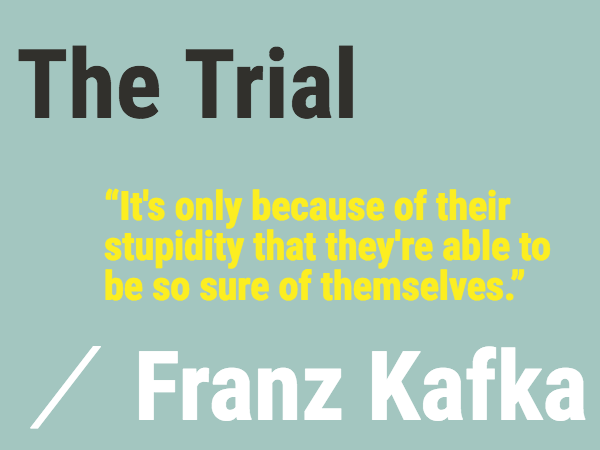 The Trial
“It's only because of their
stupidity that they're able to
be so sure of themselves.”
/ Franz Kafka